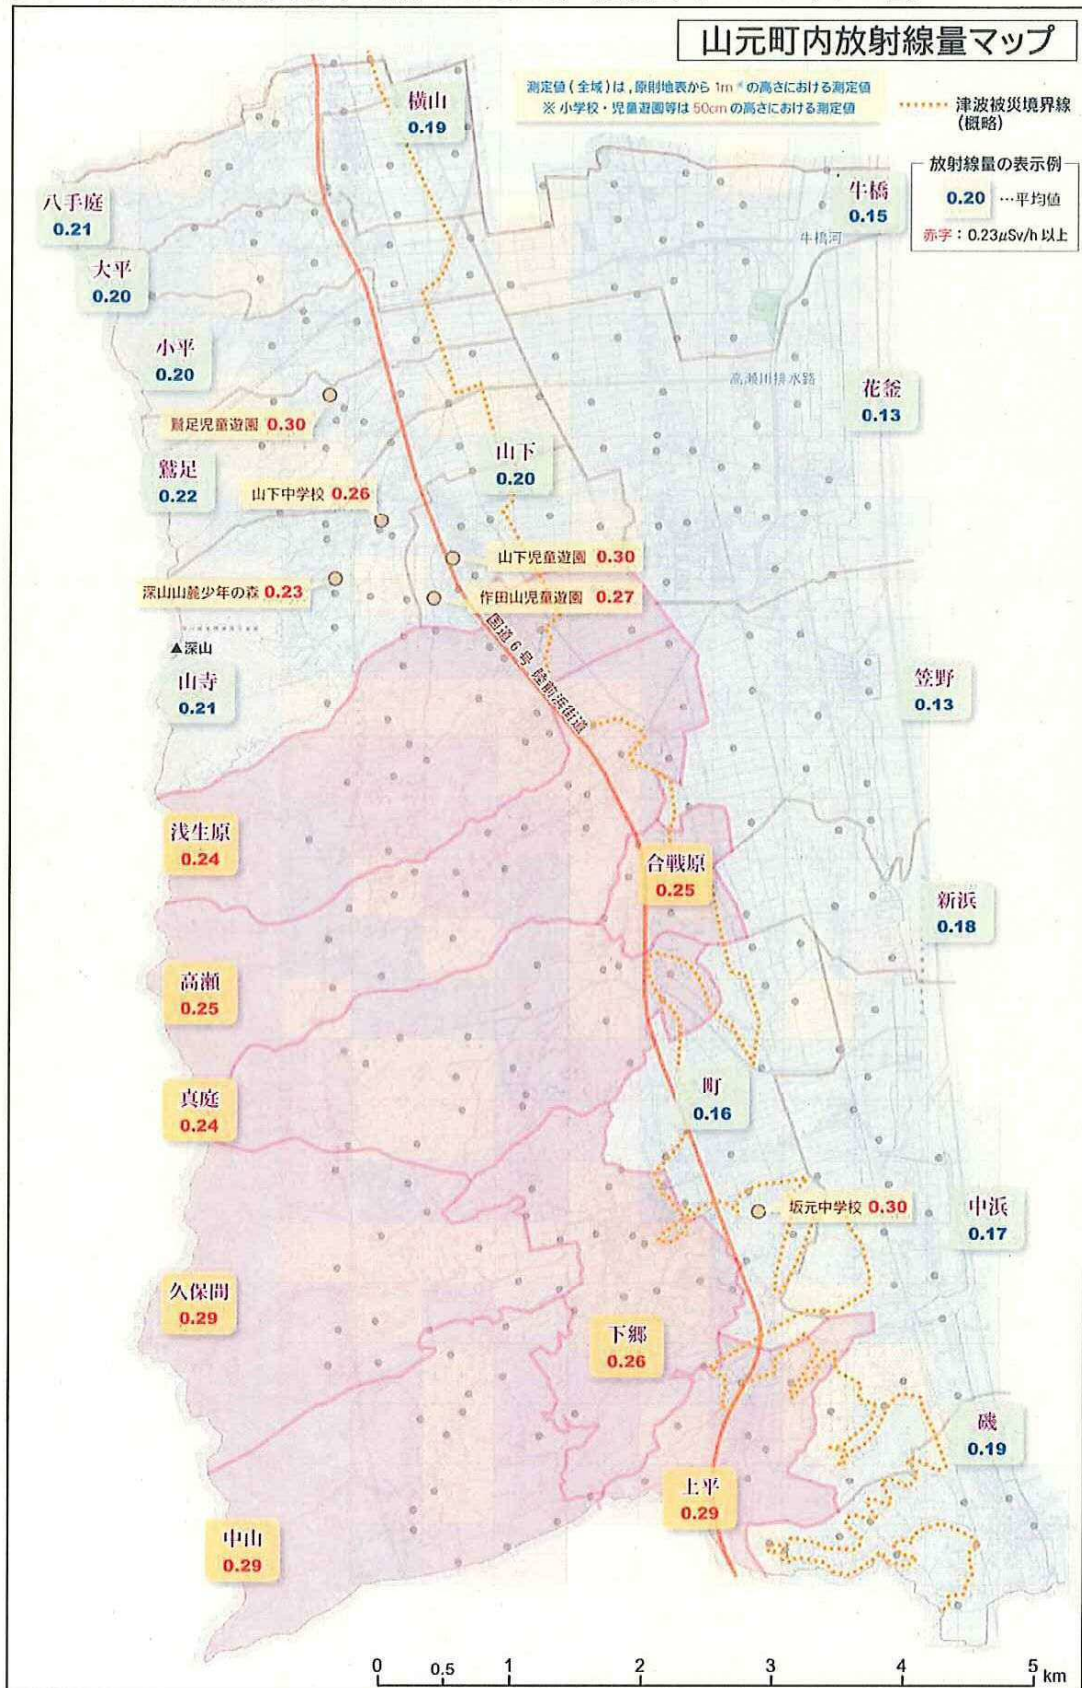 山元町内放射線量マップ
測定値(全域)は,原則地表から1m※の高さにおける測定値
※小学校・児童遊園等は50cmの高さにおける測定値
津波被災境界線
(概略)
放射線量の表示例
0.20 …平均値
赤字:0.23μSv/h以上
横山
0.19
八手庭
0.21
牛橋
0.15
牛橋河
大平
0.20
小平
0.20
高瀬川排水路
花釜
0.13
鷲足児童遊園 0.30
鷲足
0.22
山下
0.20
山下中学校 0.26
山下児童遊園 0.30
深山山麓少年の森 0.23
作田山児童遊園 0.27
国道6号 陸前浜街道
▲深山
山寺
0.21
笠野
0.13
浅生原
0.24
合戦原
0.25
新浜
0.18
高瀬
0.25
真庭
0.24
町
0.16
坂元中学校 0.30
中浜
0.17
久保間
0.29
下郷
0.26
磯
0.19
上平
0.29
中山
0.29
0 0.5 1 2 3 4 5 km